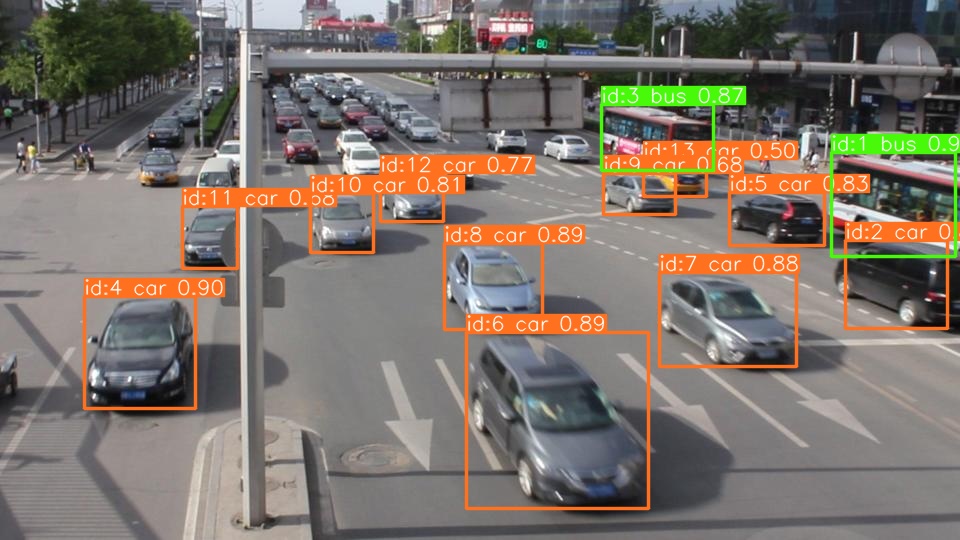 80
id:3 bus 0.87
id:1 bus 0.9
id:13 car 0.50
id:12 car 0.77
id:9 car 0.68
id:10 car 0.81
id:5 car 0.83
id:11 car 0.58
id:8 car 0.89
id:2 car 0.
id:7 car 0.88
id:4 car 0.90
id:6 car 0.89